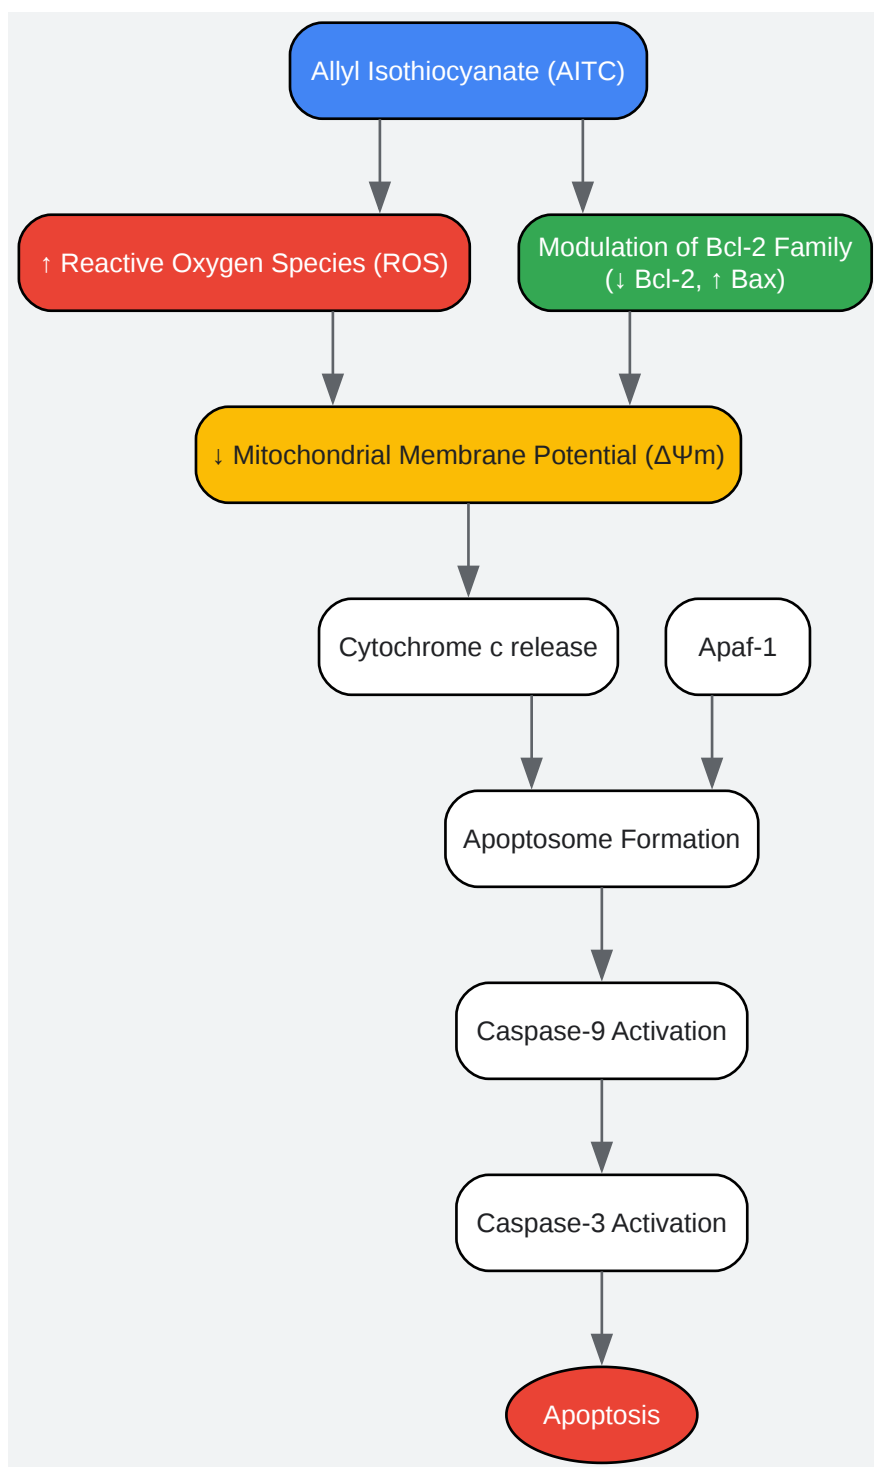 Allyl Isothiocyanate (AITC)
↑ Reactive Oxygen Species (ROS)
Modulation of Bcl-2 Family
(↓ Bcl-2, ↑ Bax)
↓ Mitochondrial Membrane Potential (ΔΨm)
Cytochrome c release
Apaf-1
Apoptosome Formation
Caspase-9 Activation
Caspase-3 Activation
Apoptosis